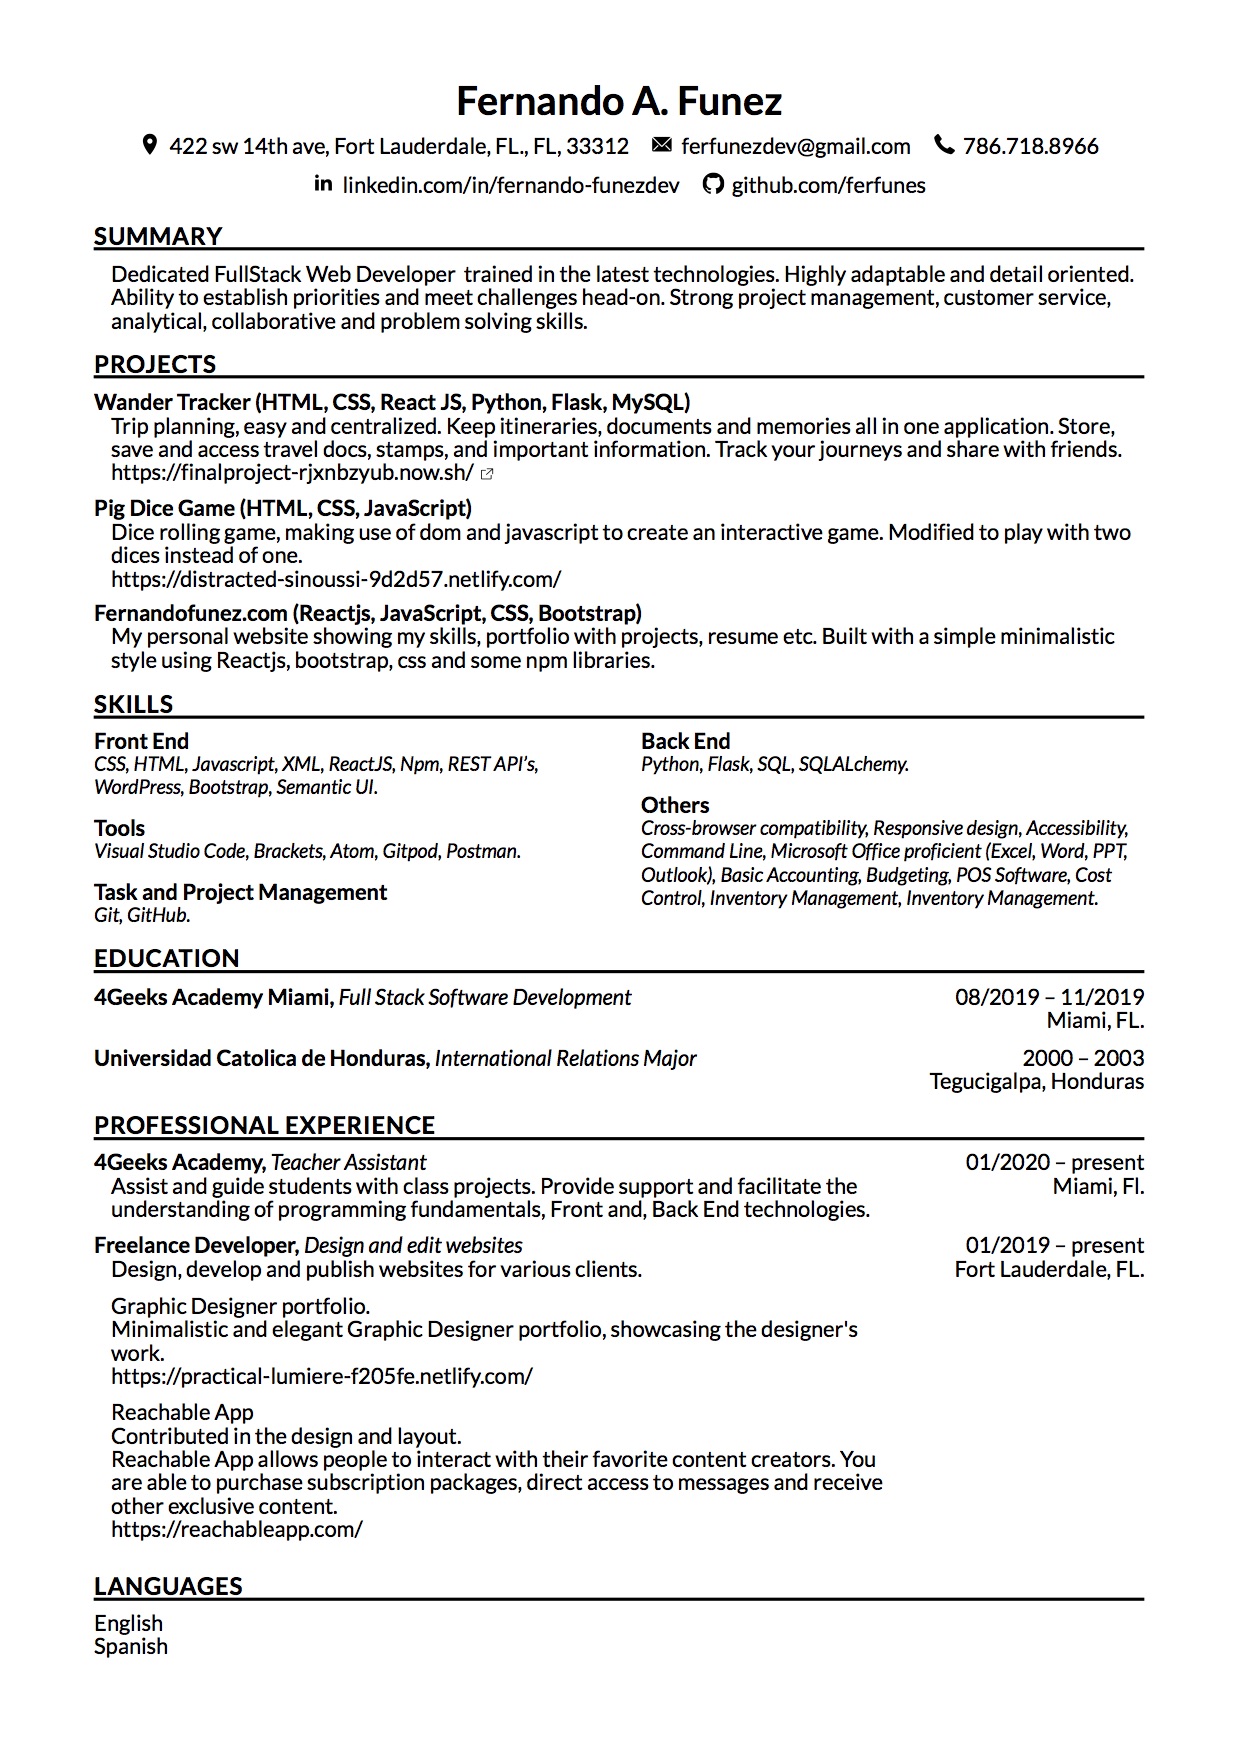 Fernando A. Funez
422 sw 14th ave, Fort Lauderdale, FL., FL, 33312 ferfunezdev@gmail.com 786.718.8966
linkedin.com/in/fernando-funezdev github.com/ferfunes
SUMMARY
Dedicated FullStack Web Developer trained in the latest technologies. Highly adaptable and detail oriented.
Ability to establish priorities and meet challenges head-on. Strong project management, customer service,
analytical, collaborative and problem solving skills.
PROJECTS
Wander Tracker (HTML, CSS, React JS, Python, Flask, MySQL)
Trip planning, easy and centralized. Keep itineraries, documents and memories all in one application. Store,
save and access travel docs, stamps, and important information. Track your journeys and share with friends.
https://finalproject-rjxnbzyub.now.sh/
Pig Dice Game (HTML, CSS, JavaScript)
Dice rolling game, making use of dom and javascript to create an interactive game. Modified to play with two
dices instead of one.
https://distracted-sinoussi-9d2d57.netlify.com/
Fernandofunez.com (Reactjs, JavaScript, CSS, Bootstrap)
My personal website showing my skills, portfolio with projects, resume etc. Built with a simple minimalistic
style using Reactjs, bootstrap, css and some npm libraries.
SKILLS
Front End
CSS, HTML, Javascript, XML, ReactJS, Npm, REST API’s,
WordPress, Bootstrap, Semantic UI.
Tools
Visual Studio Code, Brackets, Atom, Gitpod, Postman.
Task and Project Management
Git, GitHub.
Back End
Python, Flask, SQL, SQLALchemy.
Others
Cross-browser compatibility, Responsive design, Accessibility,
Command Line, Microsoft Office proficient (Excel, Word, PPT,
Outlook), Basic Accounting, Budgeting, POS Software, Cost
Control, Inventory Management, Inventory Management.
EDUCATION
4Geeks Academy Miami, Full Stack Software Development 08/2019 – 11/2019
Miami, FL.
Universidad Catolica de Honduras, International Relations Major 2000 – 2003
Tegucigalpa, Honduras
PROFESSIONAL EXPERIENCE
4Geeks Academy, Teacher Assistant 01/2020 – present
Assist and guide students with class projects. Provide support and facilitate the Miami, Fl.
understanding of programming fundamentals, Front and, Back End technologies.
Freelance Developer, Design and edit websites 01/2019 – present
Design, develop and publish websites for various clients. Fort Lauderdale, FL.
Graphic Designer portfolio.
Minimalistic and elegant Graphic Designer portfolio, showcasing the designer's
work.
https://practical-lumiere-f205fe.netlify.com/
Reachable App
Contributed in the design and layout.
Reachable App allows people to interact with their favorite content creators. You
are able to purchase subscription packages, direct access to messages and receive
other exclusive content.
https://reachableapp.com/
LANGUAGES
English
Spanish